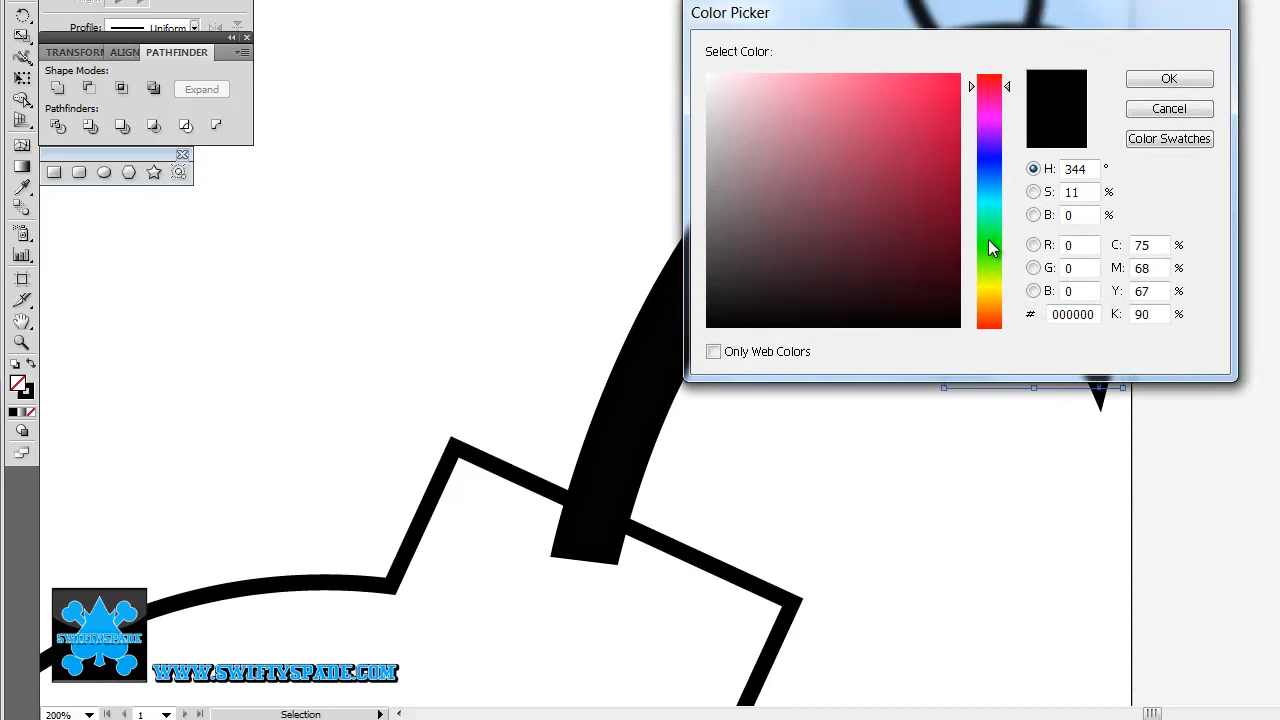 Color Picker
Profile: Uniform
TRANSFORM ALIGN PATHFINDER
Shape Modes:
Expand
Pathfinders:
Select Color:
OK
Cancel
Color Swatches
H: 344 °
S: 11 %
B: 0 %
R: 0 C: 75 %
G: 0 M: 68 %
B: 0 Y: 67 %
# 000000 K: 90 %
Only Web Colors
SWIFTYSPADE
WWW.SWIFTYSPADE.COM
200% 1 Selection